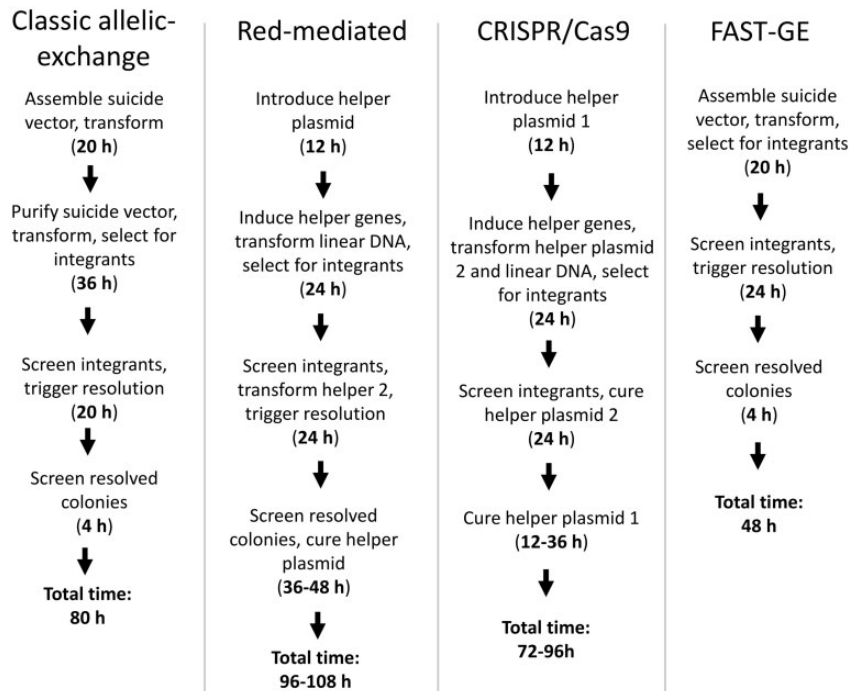 Classic allelic-
exchange
Assemble suicide
vector, transform
(20 h)
Purify suicide vector,
transform, select for
integrants
(36 h)
Screen integrants,
trigger resolution
(20 h)
Screen resolved
colonies
(4 h)
Total time:
80 h
Red-mediated
Introduce helper
plasmid
(12 h)
Induce helper genes,
transform linear DNA,
select for integrants
(24 h)
Screen integrants,
transform helper 2,
trigger resolution
(24 h)
Screen resolved
colonies, cure helper
plasmid
(36-48 h)
Total time:
96-108 h
CRISPR/Cas9
Introduce helper
plasmid 1
(12 h)
Induce helper genes,
transform helper plasmid
2 and linear DNA, select
for integrants
(24 h)
Screen integrants, cure
helper plasmid 2
(24 h)
Cure helper plasmid 1
(12-36 h)
Total time:
72-96h
FAST-GE
Assemble suicide
vector, transform,
select for integrants
(20 h)
Screen integrants,
trigger resolution
(24 h)
Screen resolved
colonies
(4 h)
Total time:
48 h